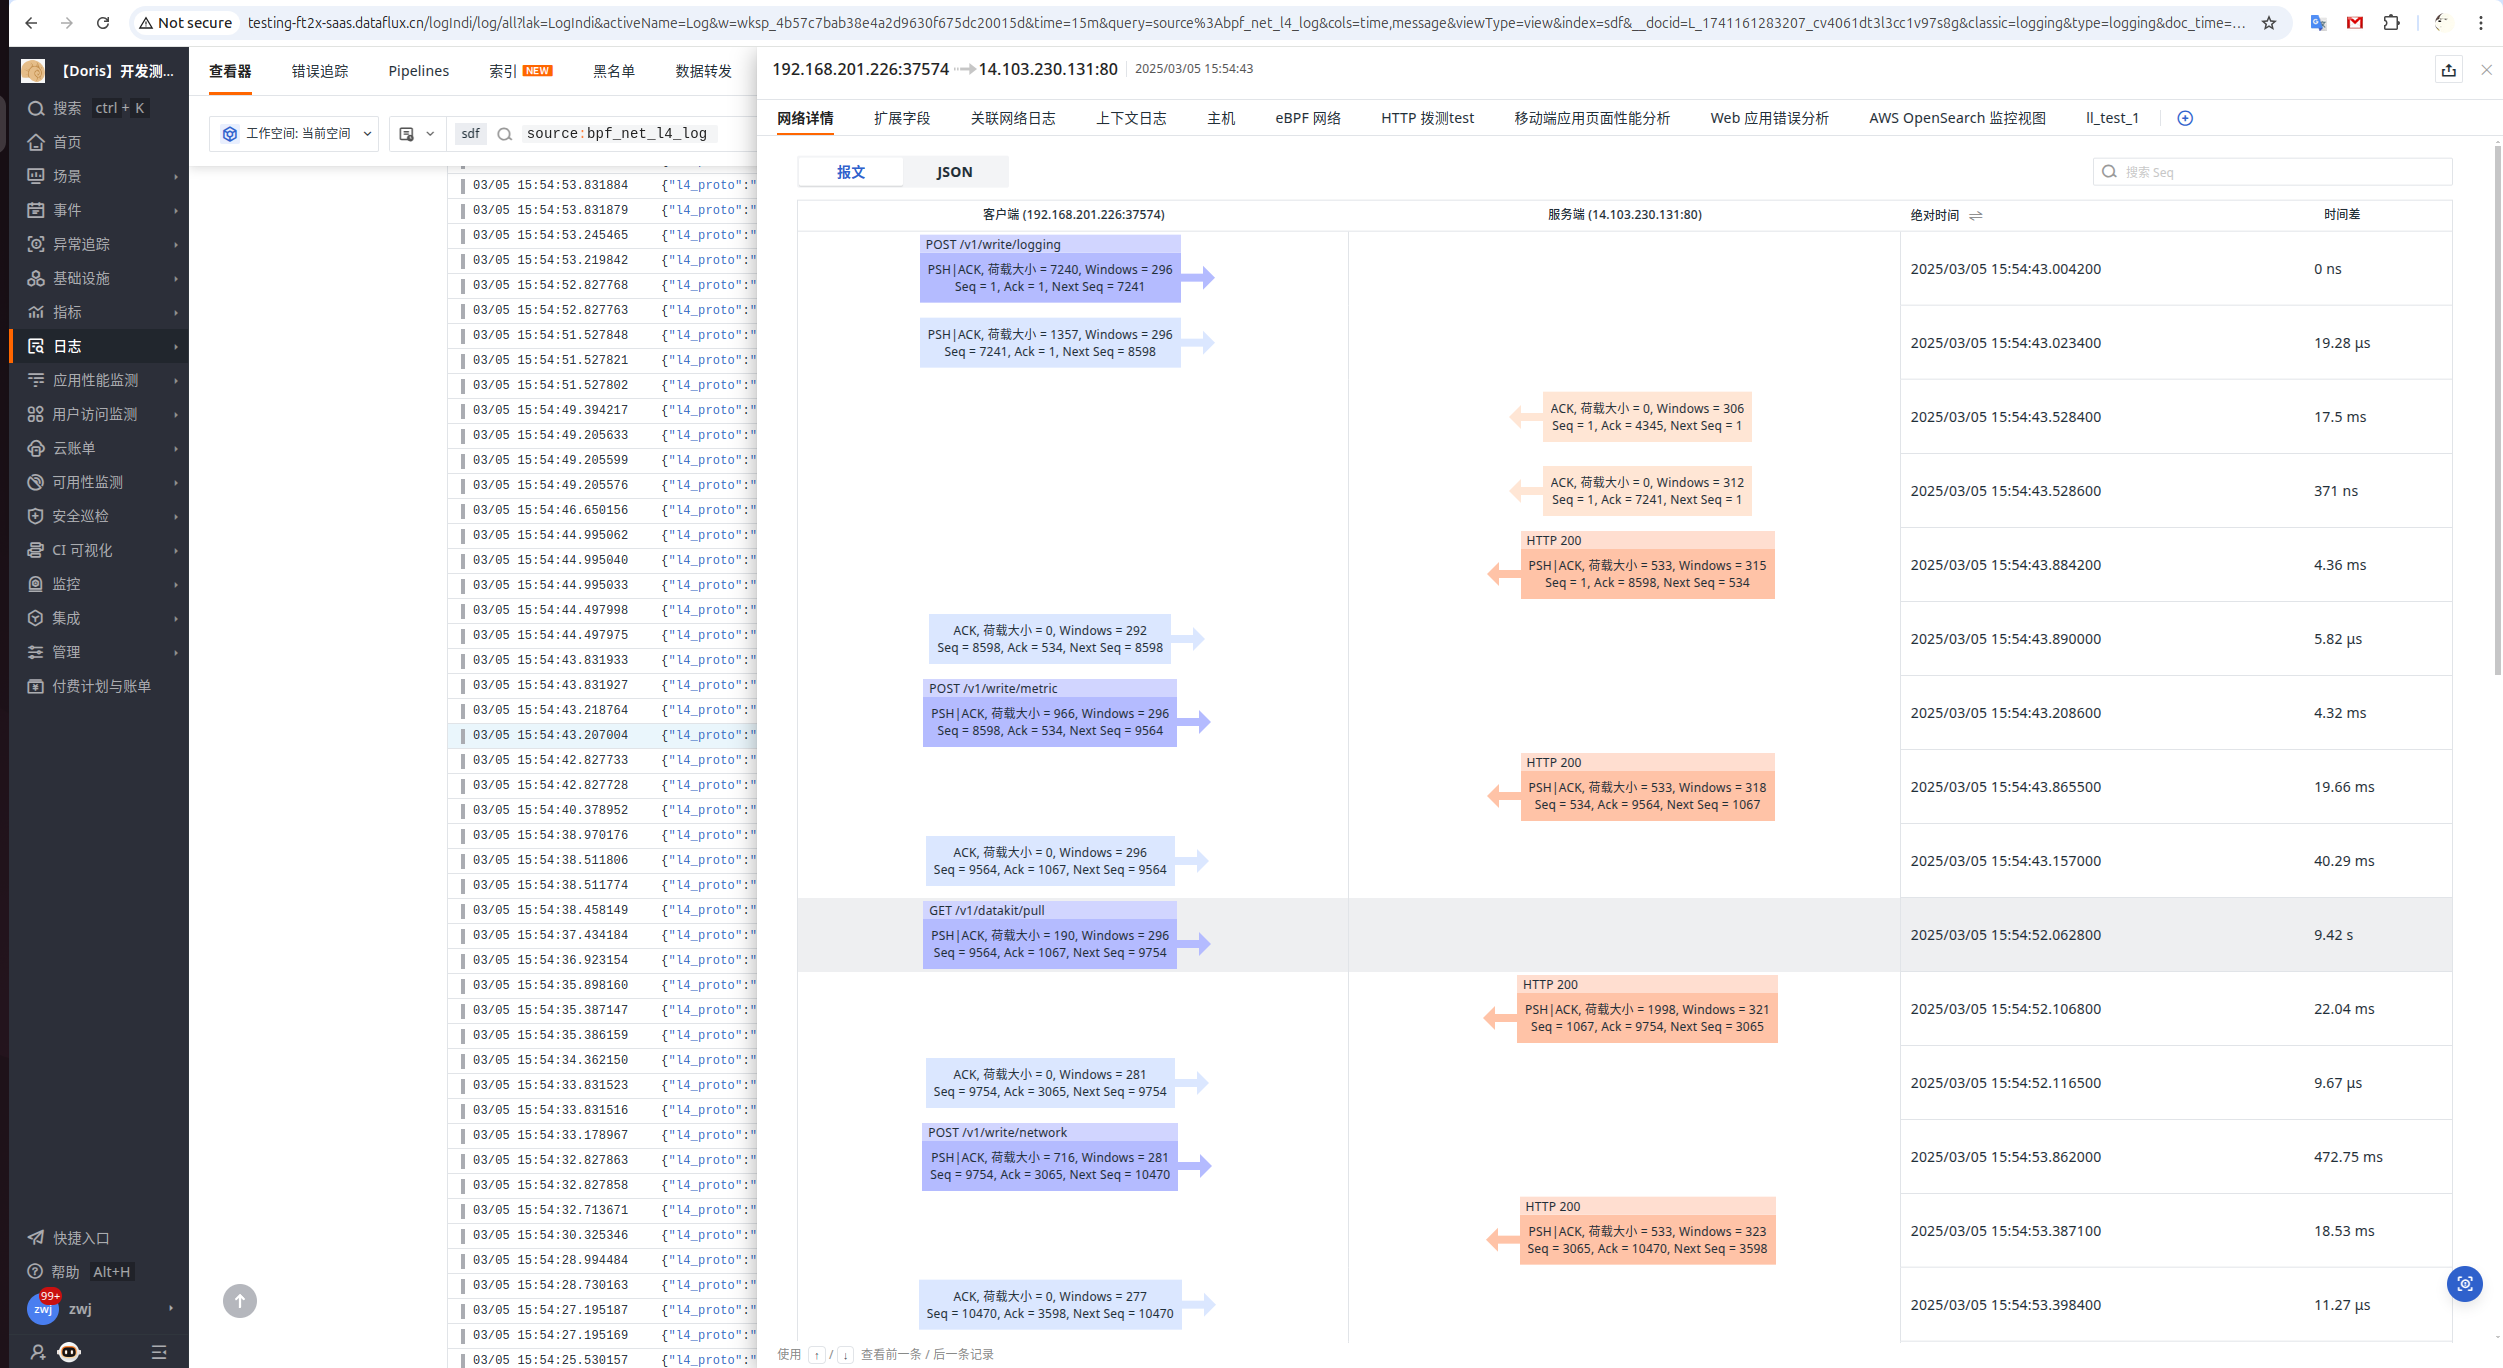 Not secure
testing-ft2x-saas.dataflux.cn/logIndi/log/all?lak=LogIndi&activeName=Log&w=wksp_4b57c7bab38e4a2d9630f675dc20015d&time=15m&query=source%3Abpf_net_l4_log&cols=time,message&viewType=view&index=sdf&__docid=L_1741161283207_cv4061dt3l3cc1v97s8g&classic=logging&type=logging&doc_time=...
【Doris】开发测...
搜索 ctrl + K
首页
场景
事件
异常追踪
基础设施
指标
日志
应用性能监测
用户访问监测
云账单
可用性监测
安全巡检
CI 可视化
监控
集成
管理
付费计划与账单
快捷入口
帮助 Alt+H
99+
zwj zwj
查看器 错误追踪 Pipelines 索引 NEW 黑名单 数据转发
工作空间: 当前空间 sdf source:bpf_net_l4_log
03/05 15:54:53.831884 {"l4_proto":"
03/05 15:54:53.831879 {"l4_proto":"
03/05 15:54:53.245465 {"l4_proto":"
03/05 15:54:53.219842 {"l4_proto":"
03/05 15:54:52.827768 {"l4_proto":"
03/05 15:54:52.827763 {"l4_proto":"
03/05 15:54:51.527848 {"l4_proto":"
03/05 15:54:51.527821 {"l4_proto":"
03/05 15:54:51.527802 {"l4_proto":"
03/05 15:54:49.394217 {"l4_proto":"
03/05 15:54:49.205633 {"l4_proto":"
03/05 15:54:49.205599 {"l4_proto":"
03/05 15:54:49.205576 {"l4_proto":"
03/05 15:54:46.650156 {"l4_proto":"
03/05 15:54:44.995062 {"l4_proto":"
03/05 15:54:44.995040 {"l4_proto":"
03/05 15:54:44.995033 {"l4_proto":"
03/05 15:54:44.497998 {"l4_proto":"
03/05 15:54:44.497975 {"l4_proto":"
03/05 15:54:43.831933 {"l4_proto":"
03/05 15:54:43.831927 {"l4_proto":"
03/05 15:54:43.218764 {"l4_proto":"
03/05 15:54:43.207004 {"l4_proto":"
03/05 15:54:42.827733 {"l4_proto":"
03/05 15:54:42.827728 {"l4_proto":"
03/05 15:54:40.378952 {"l4_proto":"
03/05 15:54:38.970176 {"l4_proto":"
03/05 15:54:38.511806 {"l4_proto":"
03/05 15:54:38.511774 {"l4_proto":"
03/05 15:54:38.458149 {"l4_proto":"
03/05 15:54:37.434184 {"l4_proto":"
03/05 15:54:36.923154 {"l4_proto":"
03/05 15:54:35.898160 {"l4_proto":"
03/05 15:54:35.387147 {"l4_proto":"
03/05 15:54:35.386159 {"l4_proto":"
03/05 15:54:34.362150 {"l4_proto":"
03/05 15:54:33.831523 {"l4_proto":"
03/05 15:54:33.831516 {"l4_proto":"
03/05 15:54:33.178967 {"l4_proto":"
03/05 15:54:32.827863 {"l4_proto":"
03/05 15:54:32.827858 {"l4_proto":"
03/05 15:54:32.713671 {"l4_proto":"
03/05 15:54:30.325346 {"l4_proto":"
03/05 15:54:28.994484 {"l4_proto":"
03/05 15:54:28.730163 {"l4_proto":"
03/05 15:54:27.195187 {"l4_proto":"
03/05 15:54:27.195169 {"l4_proto":"
03/05 15:54:25.530157 {"l4_proto":"
192.168.201.226:37574 14.103.230.131:80 2025/03/05 15:54:43
网络详情 扩展字段 关联网络日志 上下文日志 主机 eBPF 网络 HTTP 拨测test 移动端应用页面性能分析 Web 应用错误分析 AWS OpenSearch 监控视图 ll_test_1
报文 JSON 搜索 Seq
客户端 (192.168.201.226:37574) 服务端 (14.103.230.131:80) 绝对时间 时间差
POST /v1/write/logging
PSH|ACK, 荷载大小 = 7240, Windows = 296
Seq = 1, Ack = 1, Next Seq = 7241
2025/03/05 15:54:43.004200 0 ns
PSH|ACK, 荷载大小 = 1357, Windows = 296
Seq = 7241, Ack = 1, Next Seq = 8598
2025/03/05 15:54:43.023400 19.28 μs
ACK, 荷载大小 = 0, Windows = 306
Seq = 1, Ack = 4345, Next Seq = 1
2025/03/05 15:54:43.528400 17.5 ms
ACK, 荷载大小 = 0, Windows = 312
Seq = 1, Ack = 7241, Next Seq = 1
2025/03/05 15:54:43.528600 371 ns
HTTP 200
PSH|ACK, 荷载大小 = 533, Windows = 315
Seq = 1, Ack = 8598, Next Seq = 534
2025/03/05 15:54:43.884200 4.36 ms
ACK, 荷载大小 = 0, Windows = 292
Seq = 8598, Ack = 534, Next Seq = 8598
2025/03/05 15:54:43.890000 5.82 μs
POST /v1/write/metric
PSH|ACK, 荷载大小 = 966, Windows = 296
Seq = 8598, Ack = 534, Next Seq = 9564
2025/03/05 15:54:43.208600 4.32 ms
HTTP 200
PSH|ACK, 荷载大小 = 533, Windows = 318
Seq = 534, Ack = 9564, Next Seq = 1067
2025/03/05 15:54:43.865500 19.66 ms
ACK, 荷载大小 = 0, Windows = 296
Seq = 9564, Ack = 1067, Next Seq = 9564
2025/03/05 15:54:43.157000 40.29 ms
GET /v1/datakit/pull
PSH|ACK, 荷载大小 = 190, Windows = 296
Seq = 9564, Ack = 1067, Next Seq = 9754
2025/03/05 15:54:52.062800 9.42 s
HTTP 200
PSH|ACK, 荷载大小 = 1998, Windows = 321
Seq = 1067, Ack = 9754, Next Seq = 3065
2025/03/05 15:54:52.106800 22.04 ms
ACK, 荷载大小 = 0, Windows = 281
Seq = 9754, Ack = 3065, Next Seq = 9754
2025/03/05 15:54:52.116500 9.67 μs
POST /v1/write/network
PSH|ACK, 荷载大小 = 716, Windows = 281
Seq = 9754, Ack = 3065, Next Seq = 10470
2025/03/05 15:54:53.862000 472.75 ms
HTTP 200
PSH|ACK, 荷载大小 = 533, Windows = 323
Seq = 3065, Ack = 10470, Next Seq = 3598
2025/03/05 15:54:53.387100 18.53 ms
ACK, 荷载大小 = 0, Windows = 277
Seq = 10470, Ack = 3598, Next Seq = 10470
2025/03/05 15:54:53.398400 11.27 μs
使用 ↑ / ↓ 查看前一条 / 后一条记录